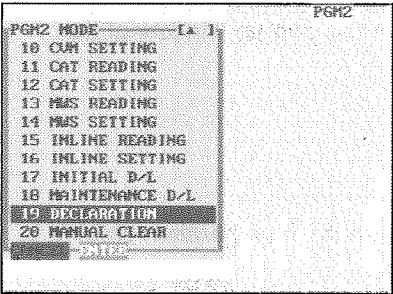 PGM2
PGM2 MODE [▲ ]
10 CVM SETTING
11 CAT READING
12 CAT SETTING
13 MWS READING
14 MWS SETTING
15 INLINE READING
16 INLINE SETTING
17 INITIAL D/L
18 MAINTENANCE D/L
19 DECLARATION
20 MANUAL CLEAR
ENTER